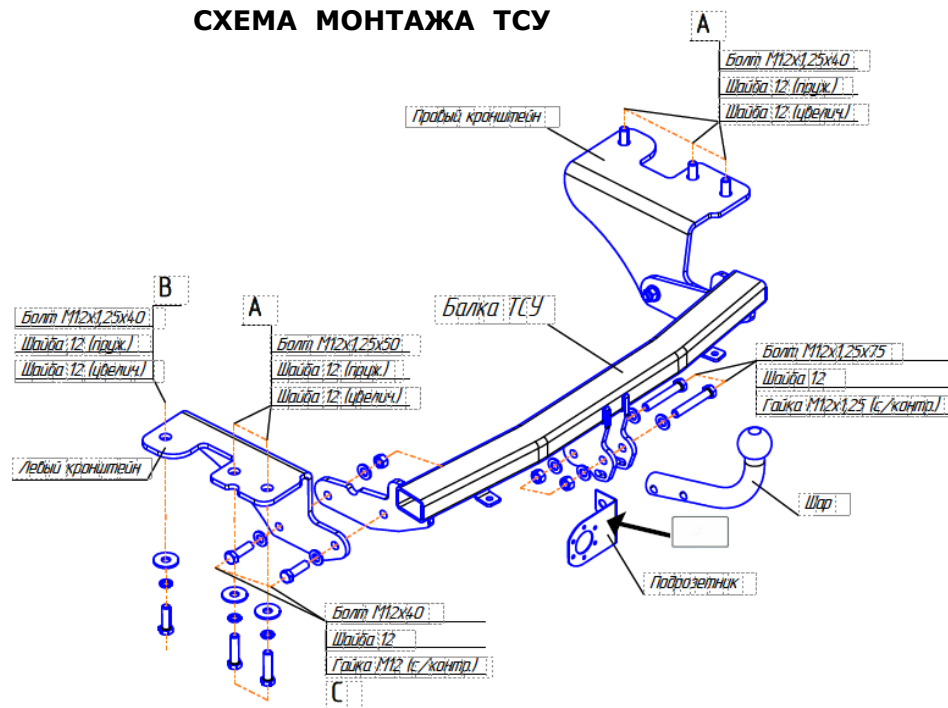 СХЕМА МОНТАЖА ТСУ
А
Болт М12х1,25х40
Шайба 12 (пруж.)
Шайба 12 (увелич.)
Правый кронштейн
В
Болт М12х1,25х40
Шайба 12 (пруж.)
Шайба 12 (увелич.)
А
Болт М12х1,25х50
Шайба 12 (пруж.)
Шайба 12 (увелич.)
Балка ТСУ
Болт М12х1,25х75
Шайба 12
Гайка М12х1,25 (с/контр.)
Левый кронштейн
Шар
Подрозетник
Болт М12х40
Шайба 12
Гайка М12 (с/контр.)
С